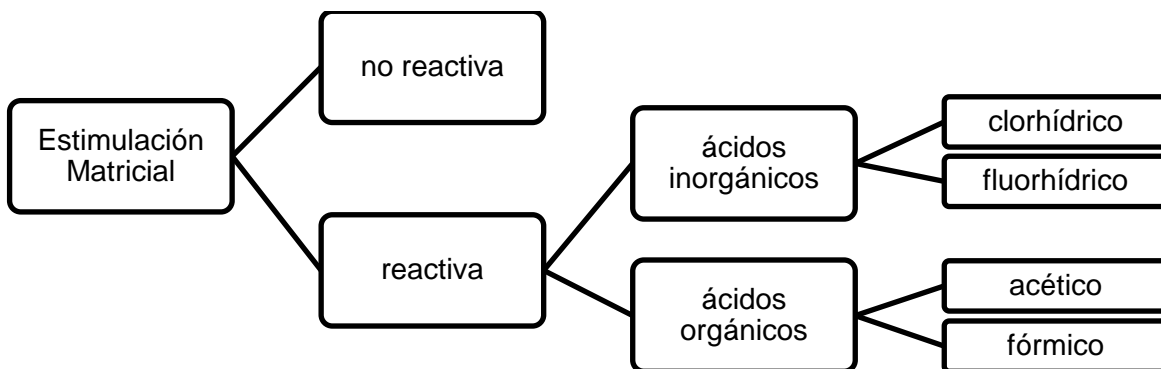 Estimulación
Matricial
no reactiva
reactiva
ácidos
inorgánicos
clorhídrico
fluorhídrico
ácidos
orgánicos
acético
fórmico